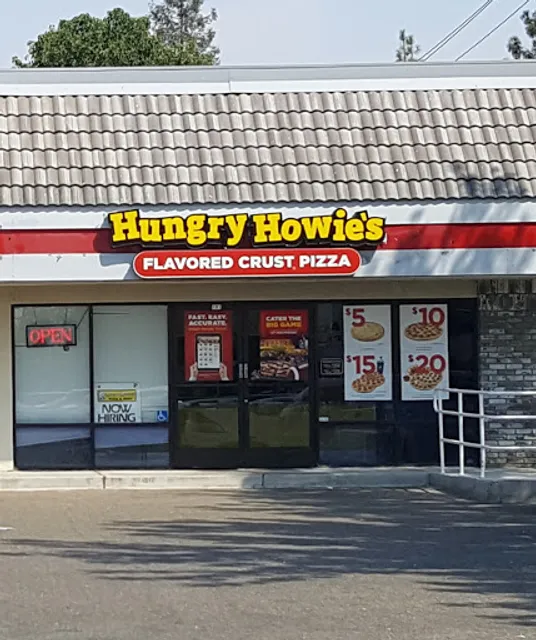 Hungry Howie's
FLAVORED CRUST PIZZA
OPEN
FAST. EASY.
ACCURATE.
CATER THE
BIG GAME
$5
$10
$15
$20
NOW
HIRING